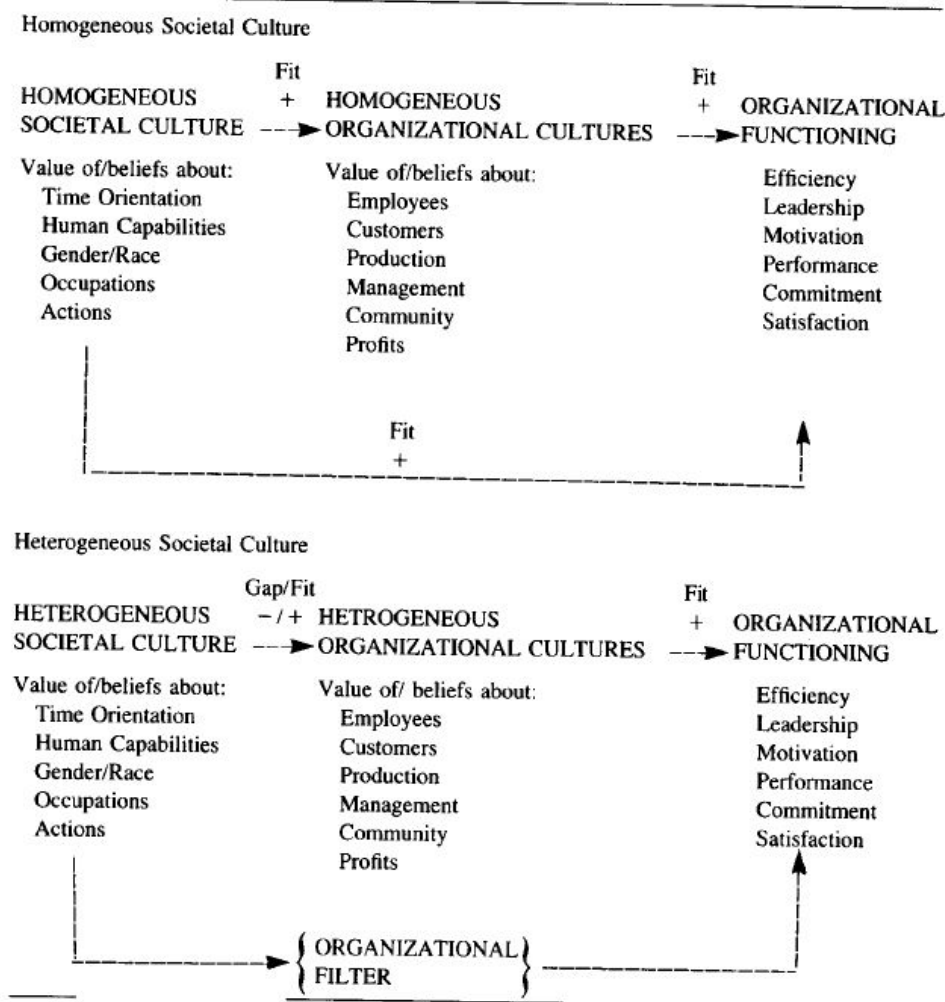 Homogeneous Societal Culture
Fit Fit
HOMOGENEOUS + HOMOGENEOUS + ORGANIZATIONAL
SOCIETAL CULTURE ORGANIZATIONAL CULTURES FUNCTIONING
Value of/beliefs about: Value of/beliefs about: Efficiency
Time Orientation Employees Leadership
Human Capabilities Customers Motivation
Gender/Race Production Performance
Occupations Management Commitment
Actions Community Satisfaction
Profits
Fit
+
Heterogeneous Societal Culture
Gap/Fit Fit
HETEROGENEOUS - / + HETROGENEOUS + ORGANIZATIONAL
SOCIETAL CULTURE ORGANIZATIONAL CULTURES FUNCTIONING
Value of/beliefs about: Value of/ beliefs about: Efficiency
Time Orientation Employees Leadership
Human Capabilities Customers Motivation
Gender/Race Production Performance
Occupations Management Commitment
Actions Community Satisfaction
Profits
{ ORGANIZATIONAL }
FILTER